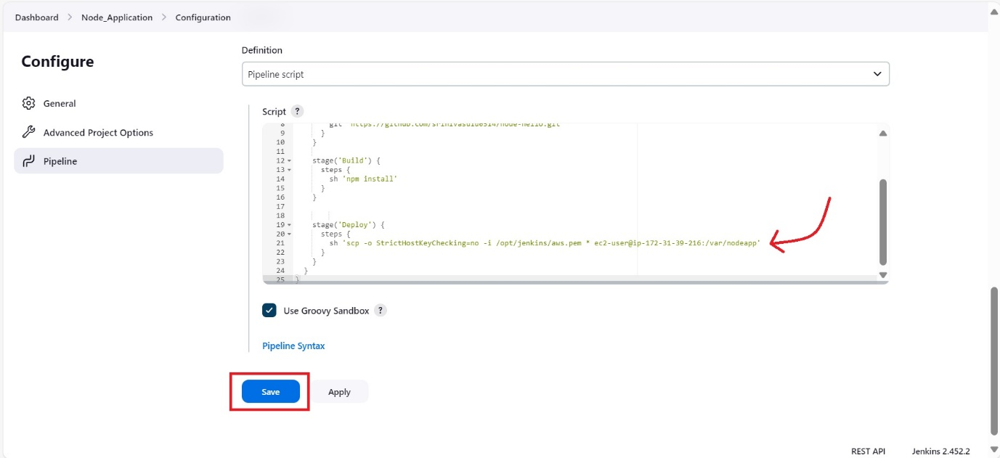 Dashboard > Node_Application > Configuration
Configure
General
Advanced Project Options
Pipeline
Definition
Pipeline script
Script ?
8 git 'https://github.com/srinivasulu0514/node-hello.git
9 }
10 }
11
12 stage('Build') {
13 steps {
14 sh 'npm install'
15 }
16 }
17
18
19 stage('Deploy') {
20 steps {
21 sh 'scp -o StrictHostKeyChecking=no -i /opt/jenkins/aws.pem * ec2-user@ip-172-31-39-216:/var/nodeapp'
22 }
23 }
24 }
25 }
Use Groovy Sandbox ?
Pipeline Syntax
Save
Apply
REST API
Jenkins 2.452.2